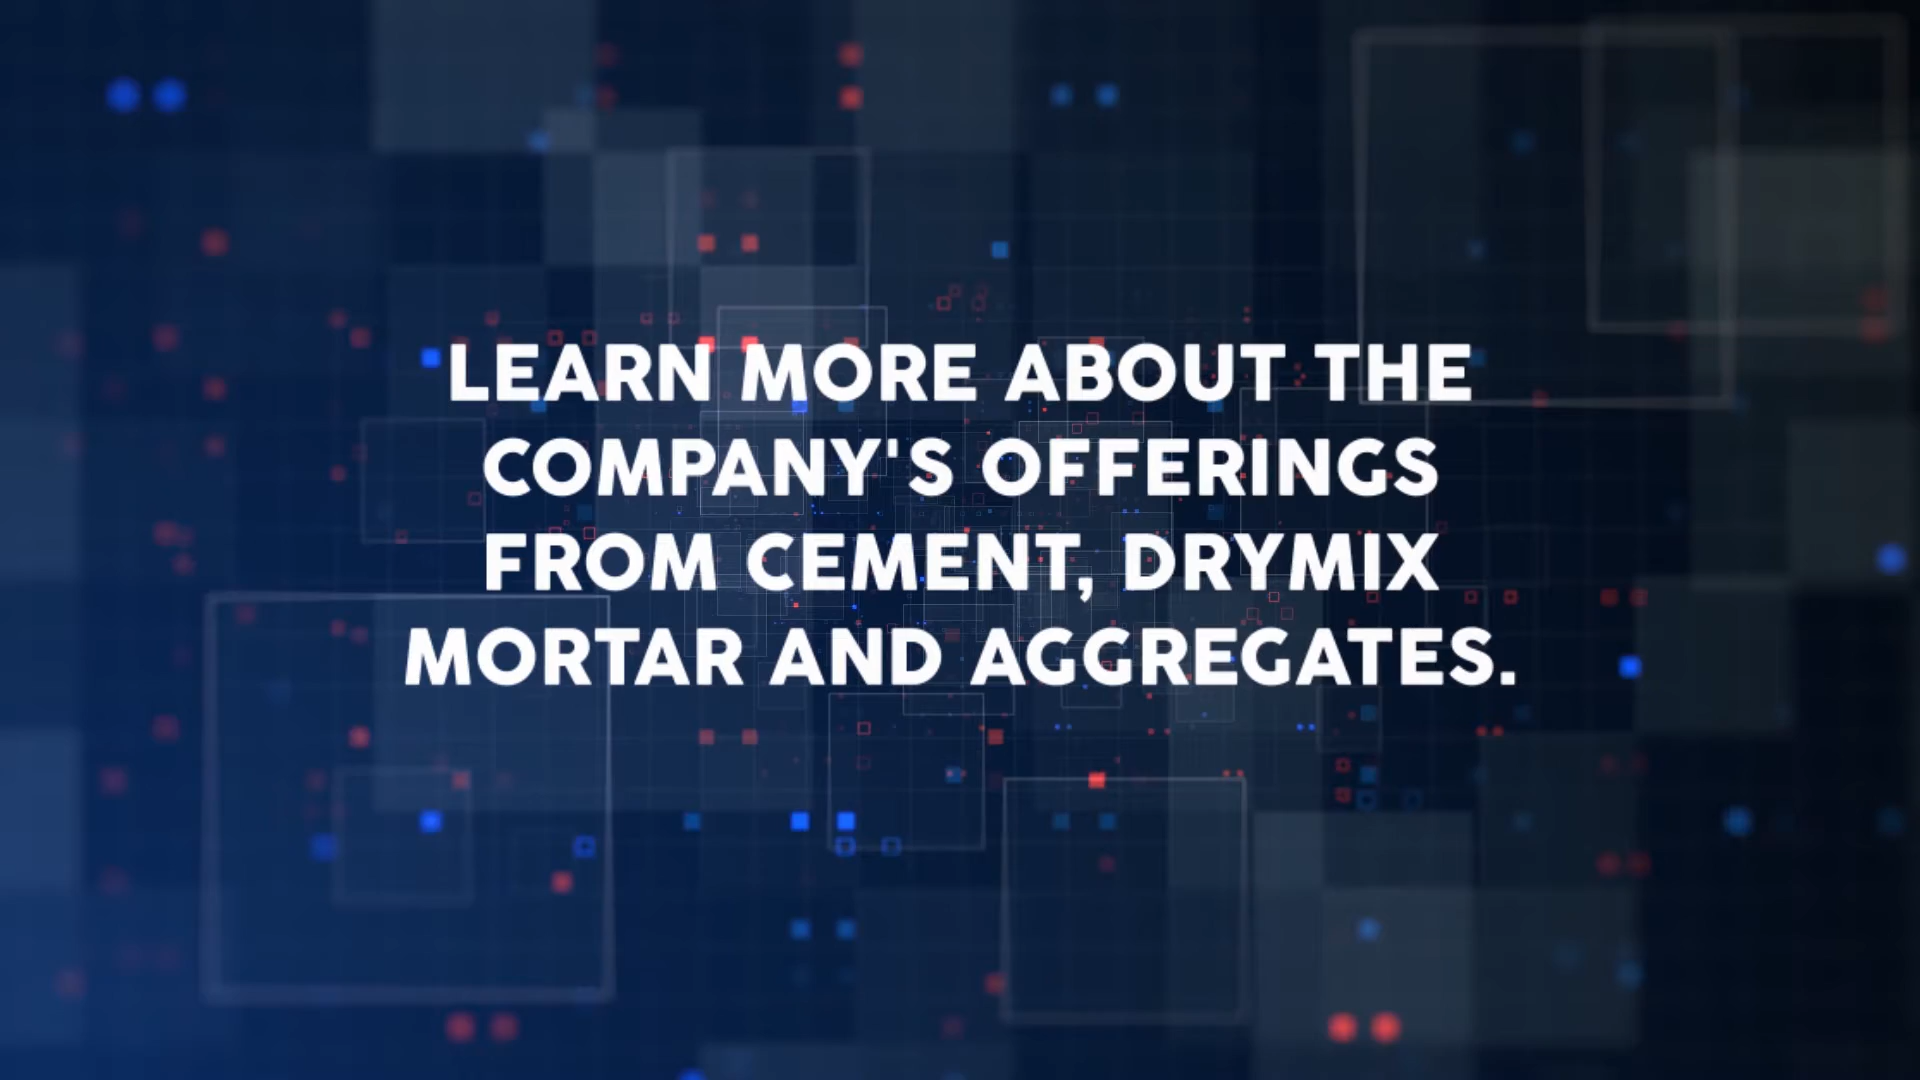 LEARN MORE ABOUT THE
COMPANY'S OFFERINGS
FROM CEMENT, DRYMIX
MORTAR AND AGGREGATES.